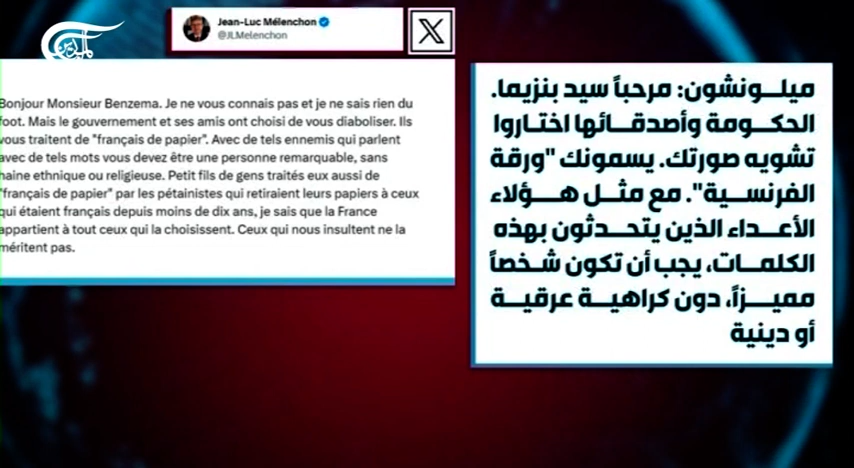 الميادين
Jean-Luc Mélenchon
@JLMelenchon
X
Bonjour Monsieur Benzema. Je ne vous connais pas et je ne sais rien du
foot. Mais le gouvernement et ses amis ont choisi de vous diaboliser. Ils
vous traitent de "français de papier". Avec de tels ennemis qui parlent
avec de tels mots vous devez être une personne remarquable, sans
haine ethnique ou religieuse. Petit fils de gens traités eux aussi de
"français de papier" par les pétainistes qui retiraient leurs papiers à ceux
qui étaient français depuis moins de dix ans, je sais que la France
appartient à tout ceux qui la choisissent. Ceux qui nous insultent ne la
méritent pas.
ميلونشون: مرحباً سيد بنزيما.
الحكومة وأصدقائها اختاروا
تشويه صورتك. يسمونك "ورقة
الفرنسية". مع مثل هؤلاء
الأعداء الذين يتحدثون بهذه
الكلمات، يجب أن تكون شخصاً
مميزاً، دون كراهية عرقية
أو دينية